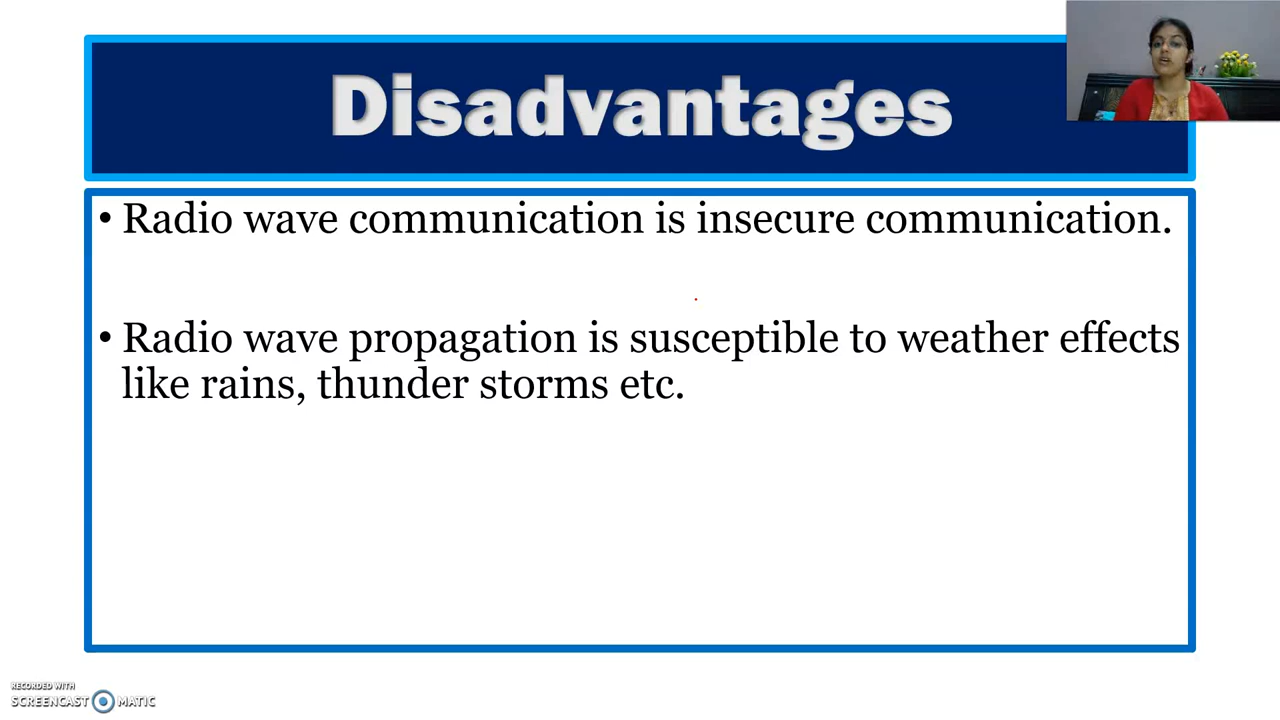 Disadvantages
• Radio wave communication is insecure communication.
• Radio wave propagation is susceptible to weather effects
like rains, thunder storms etc.
RECORDED WITH
SCREENCAST MATIC